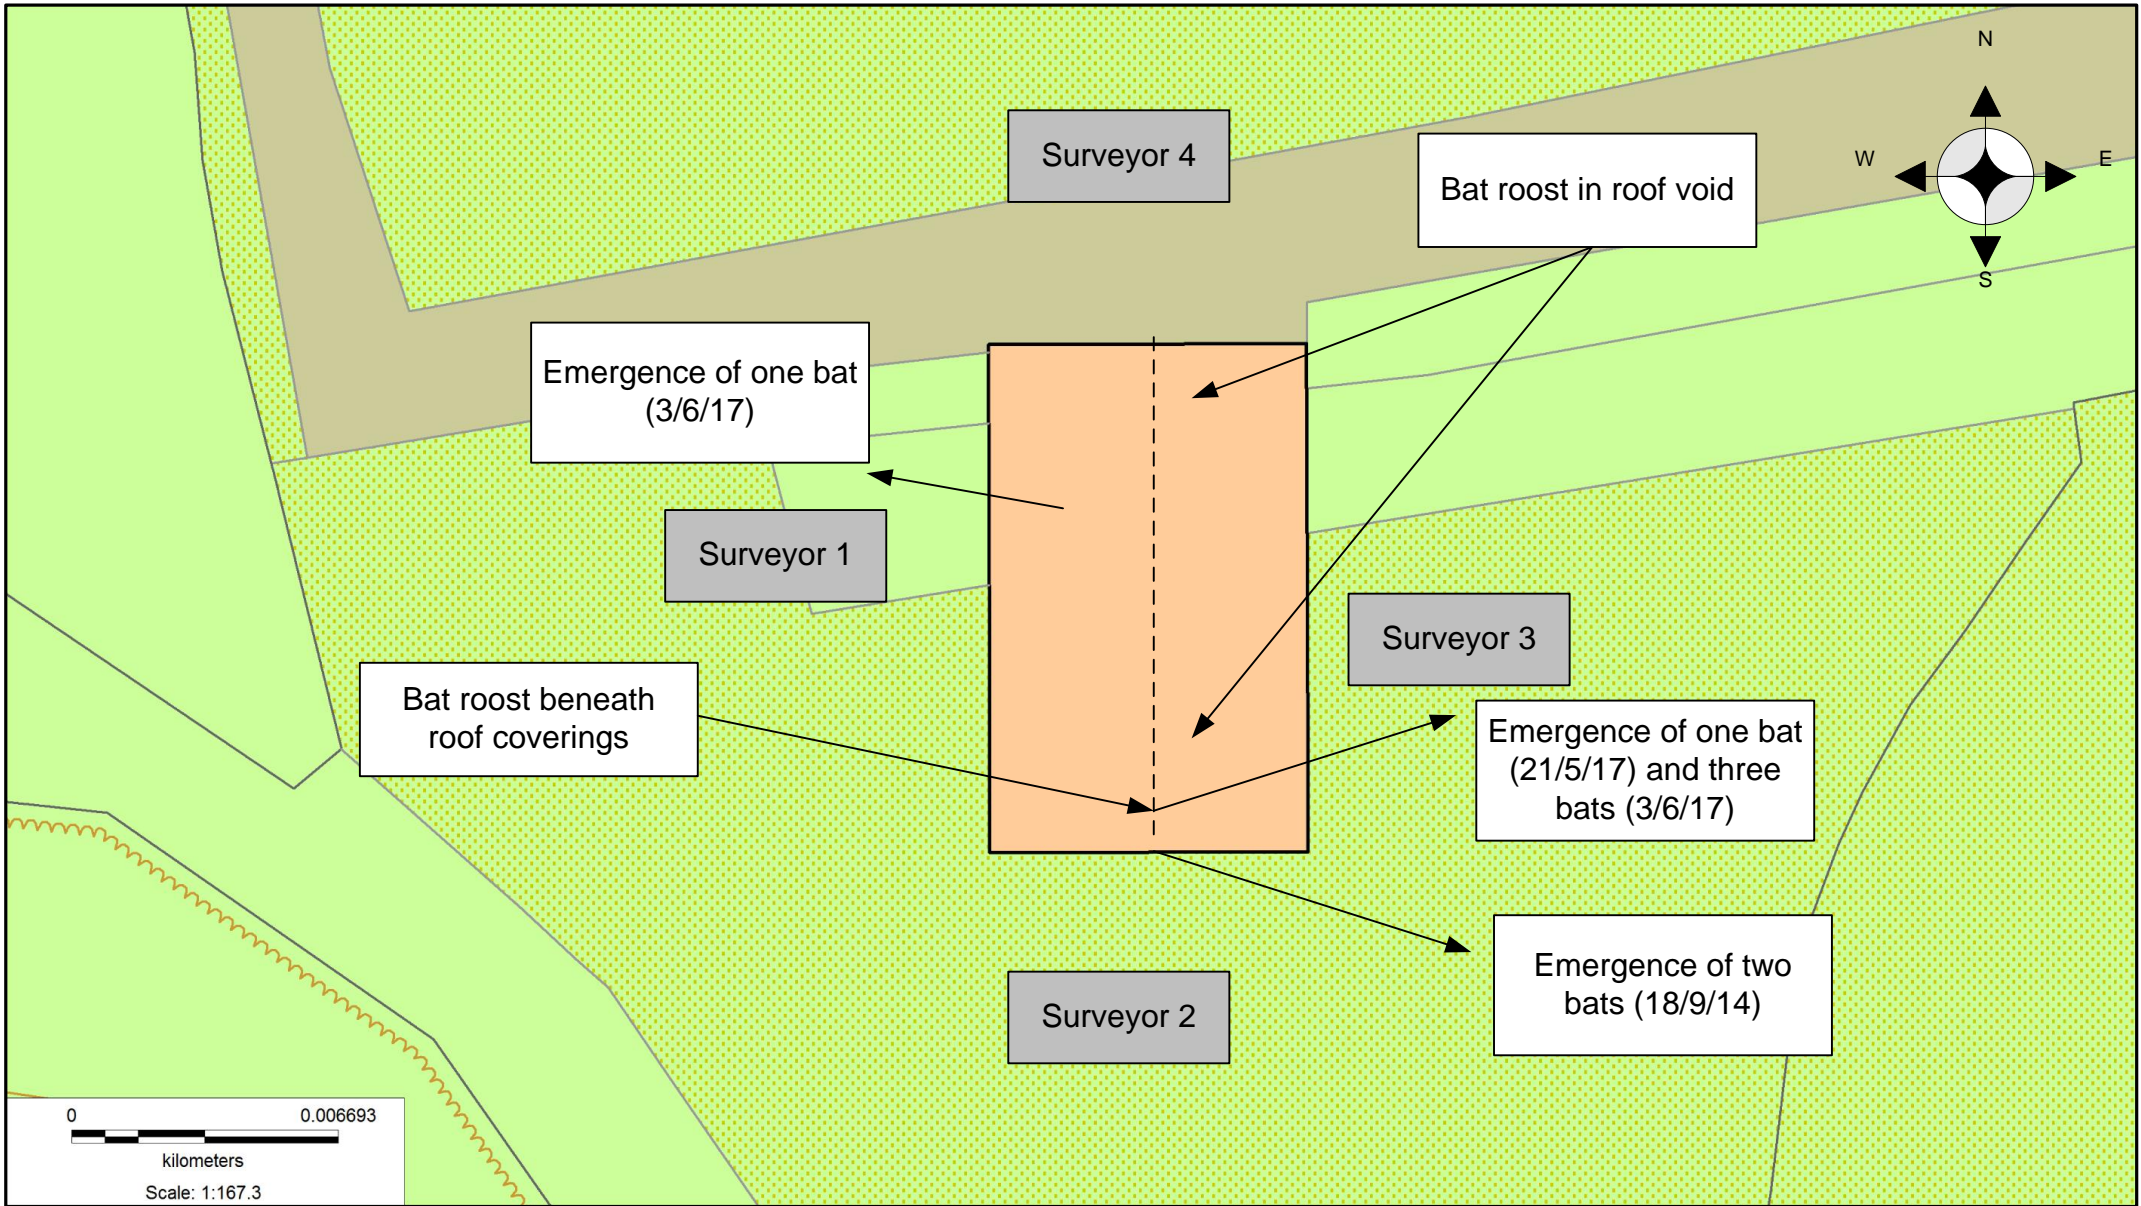 N
W
E
S
Surveyor 4
Bat roost in roof void
Emergence of one bat
(3/6/17)
Surveyor 1
Surveyor 3
Bat roost beneath
roof coverings
Emergence of one bat
(21/5/17) and three
bats (3/6/17)
Emergence of two
bats (18/9/14)
Surveyor 2
0 0.006693
kilometers
Scale: 1:167.3